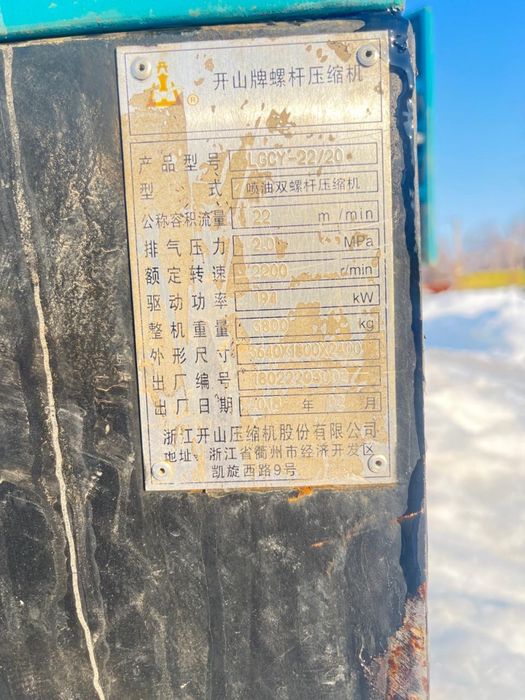 开山
®
开山牌螺杆压缩机
产品型号 LGCY-22/20
型 式 喷油双螺杆压缩机
公称容积流量 22 m³/min
排气压力 2.0 MPa
额定转速 2200 r/min
驱动功率 194 kW
整机重量 3800 kg
外形尺寸 3640X1800X2400
出厂编号
出厂日期 年 月
浙江开山压缩机股份有限公司
地址：浙江省衢州市经济开发区
凯旋西路9号